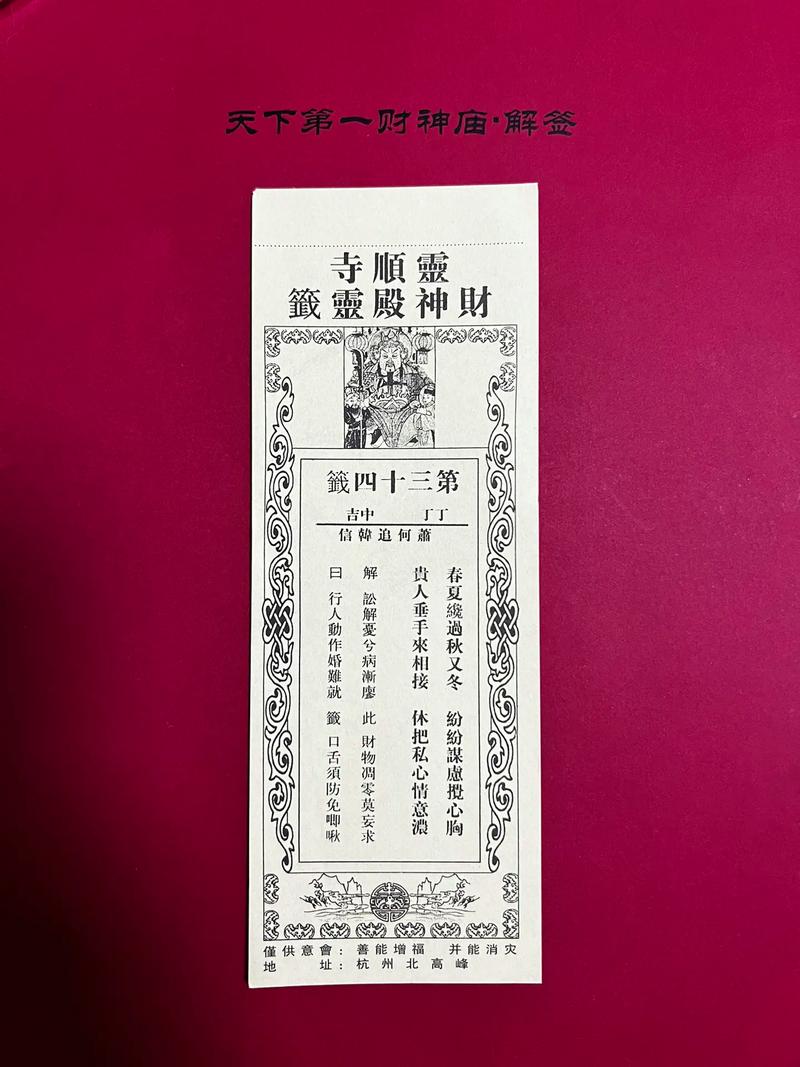 天下第一财神庙·解签
靈順寺
財神殿靈籤
第三十四籤
丁丁 中吉
蕭何追韓信
春夏纔過秋又冬 紛紛謀慮攪心胸
貴人垂手來相接 休把私心情意濃
解 訟解憂兮病漸廖 此 財物凋零莫妄求
曰 行人動作婚難就 籤 口舌須防免唧啾
僅供意會：善能增福 并能消灾
地址：杭州北高峰